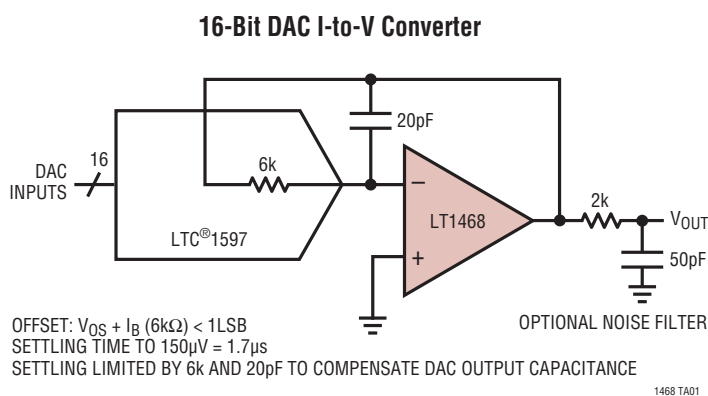 16-Bit DAC I-to-V Converter
20pF
16
DAC
INPUTS
6k
LTC®1597
−
LT1468
+
2k
VOUT
50pF
OPTIONAL NOISE FILTER
OFFSET: VOS + IB (6kΩ) < 1LSB
SETTLING TIME TO 150µV = 1.7µs
SETTLING LIMITED BY 6k AND 20pF TO COMPENSATE DAC OUTPUT CAPACITANCE
1468 TA01